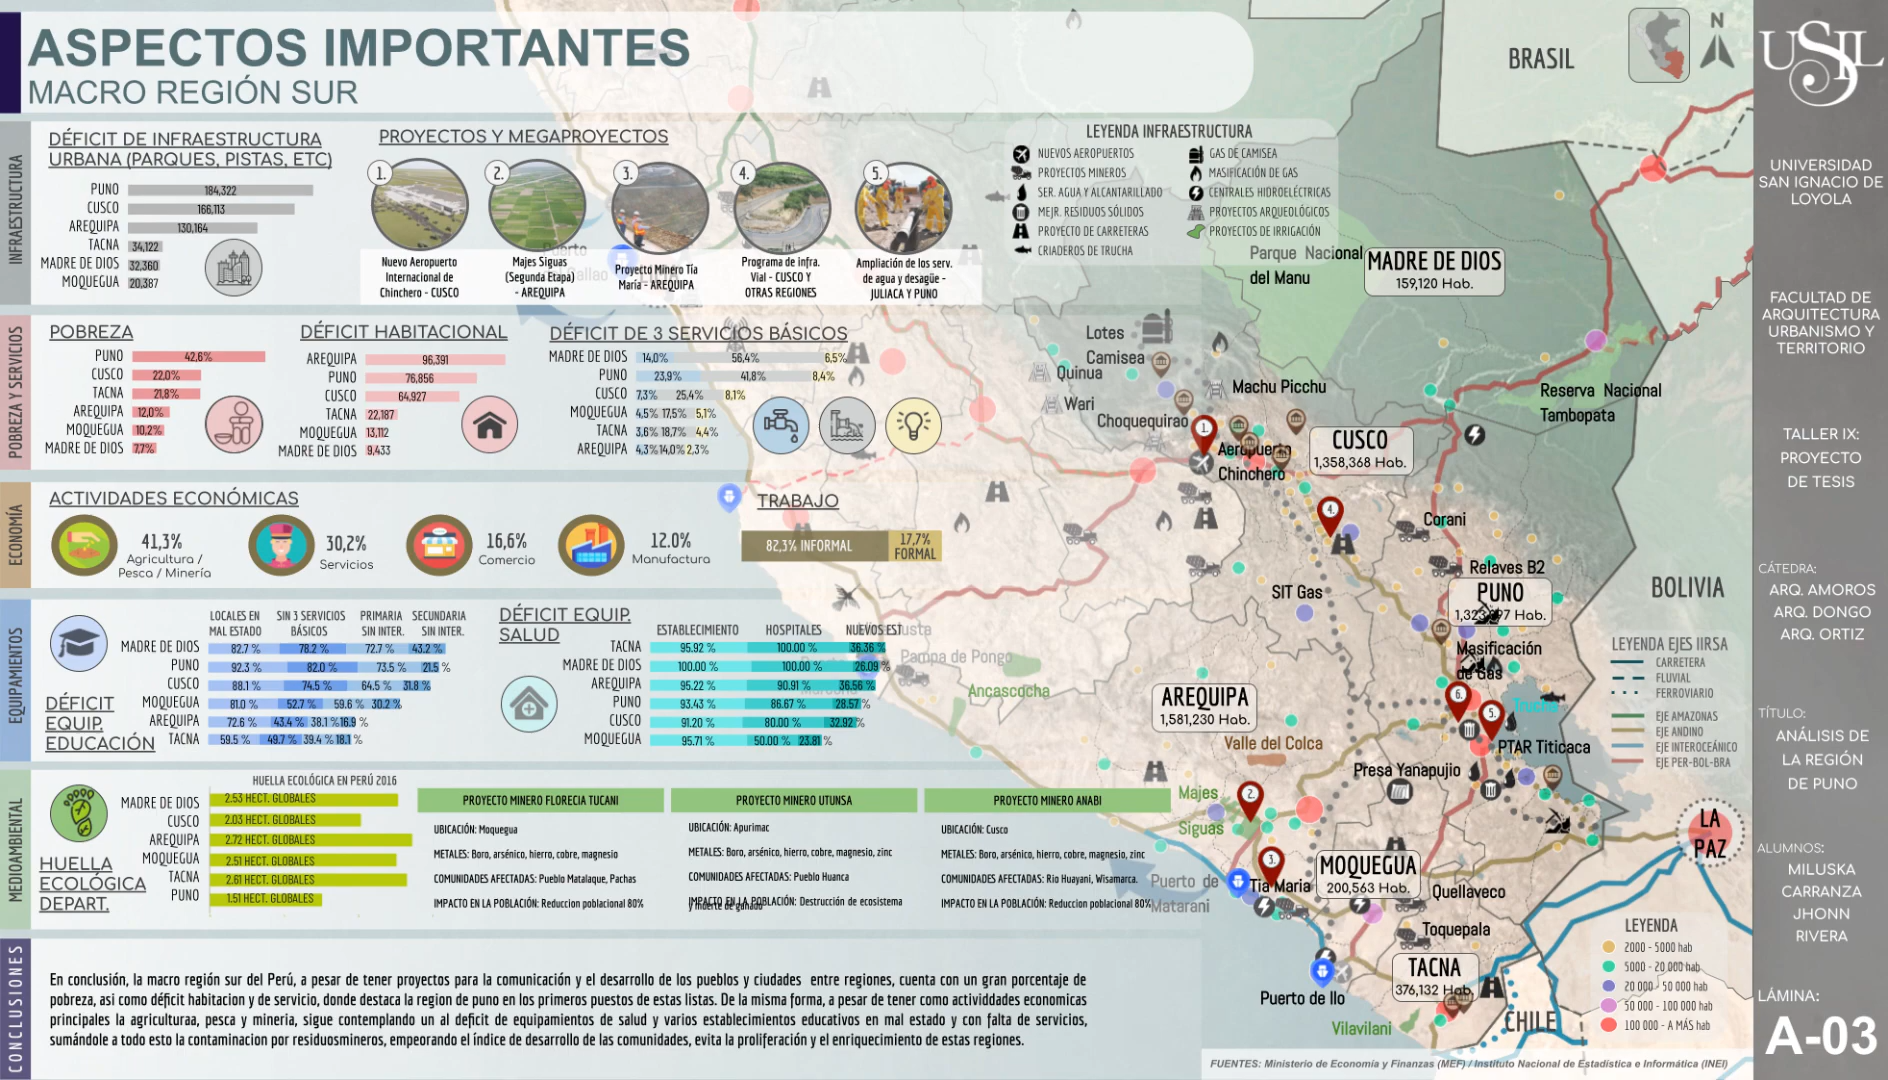 ASPECTOS IMPORTANTES
MACRO REGIÓN SUR
INFRAESTRUCTURA
DÉFICIT DE INFRAESTRUCTURA
URBANA (PARQUES, PISTAS, ETC)
PUNO 184,322
CUSCO 166,113
AREQUIPA 130,164
TACNA 34,122
MADRE DE DIOS 32,360
MOQUEGUA 20,387
PROYECTOS Y MEGAPROYECTOS
1.
2.
3.
4.
5.
Nuevo Aeropuerto
Internacional de
Chinchero - CUSCO
Majes Siguas
(Segunda Etapa)
- AREQUIPA
Proyecto Minero Tía
María - AREQUIPA
Programa de infra.
Vial - CUSCO Y
OTRAS REGIONES
Ampliación de los serv.
de agua y desagüe -
JULIACA Y PUNO
LEYENDA INFRAESTRUCTURA
NUEVOS AEROPUERTOS
PROYECTOS MINEROS
SER. AGUA Y ALCANTARILLADO
MEJR. RESIDUOS SÓLIDOS
PROYECTO DE CARRETERAS
CRIADEROS DE TRUCHA
GAS DE CAMISEA
MASIFICACIÓN DE GAS
CENTRALES HIDROELÉCTRICAS
PROYECTOS ARQUEOLÓGICOS
PROYECTOS DE IRRIGACIÓN
POBREZA Y SERVICIOS
POBREZA
PUNO 42,6%
CUSCO 22,0%
TACNA 21,8%
AREQUIPA 12,0%
MOQUEGUA 10,2%
MADRE DE DIOS 7,7%
DÉFICIT HABITACIONAL
AREQUIPA 96,391
PUNO 76,856
CUSCO 64,927
TACNA 22,187
MOQUEGUA 13,112
MADRE DE DIOS 9,433
DÉFICIT DE 3 SERVICIOS BÁSICOS
MADRE DE DIOS 14,0% 56,4% 6,5%
PUNO 23,9% 41,8% 8,4%
CUSCO 7,3% 25,4% 8,1%
MOQUEGUA 4,5% 17,5% 5,1%
TACNA 3,6% 18,7% 4,4%
AREQUIPA 4,3% 14,0% 2,3%
ECONOMÍA
ACTIVIDADES ECONÓMICAS
41,3%
Agricultura /
Pesca / Minería
30,2%
Servicios
16,6%
Comercio
12.0%
Manufactura
TRABAJO
82,3% INFORMAL
17,7%
FORMAL
EQUIPAMIENTOS
DÉFICIT
EQUIP.
EDUCACIÓN
LOCALES EN
MAL ESTADO
SIN 3 SERVICIOS
BÁSICOS
PRIMARIA
SIN INTER.
SECUNDARIA
SIN INTER.
MADRE DE DIOS 82.7 % 78.2 % 72.7 % 43.2 %
PUNO 92.3 % 82.0 % 73.5 % 21.5 %
CUSCO 88.1 % 74.5 % 64.5 % 31.8 %
MOQUEGUA 81.0 % 52.7 % 59.6 % 30.2 %
AREQUIPA 72.6 % 43.4 % 38.1 % 16.9 %
TACNA 59.5 % 49.7 % 39.4 % 18.1 %
DÉFICIT EQUIP.
SALUD
ESTABLECIMIENTO HOSPITALES NUEVOS EST.
TACNA 95.92 % 100.00 % 36.36 %
MADRE DE DIOS 100.00 % 100.00 % 26.09 %
AREQUIPA 95.22 % 90.91 % 36.56 %
PUNO 93.43 % 86.67 % 28.57 %
CUSCO 91.20 % 80.00 % 32.92 %
MOQUEGUA 95.71 % 50.00 % 23.81 %
MEDIOAMBIENTAL
HUELLA
ECOLÓGICA
DEPART.
HUELLA ECOLÓGICA EN PERÚ 2016
MADRE DE DIOS 2.53 HECT. GLOBALES
CUSCO 2.03 HECT. GLOBALES
AREQUIPA 2.72 HECT. GLOBALES
MOQUEGUA 2.51 HECT. GLOBALES
TACNA 2.61 HECT. GLOBALES
PUNO 1.51 HECT. GLOBALES
PROYECTO MINERO FLORECIA TUCANI
UBICACIÓN: Moquegua
METALES: Boro, arsénico, hierro, cobre, magnesio
COMUNIDADES AFECTADAS: Pueblo Matalaque, Pachas
IMPACTO EN LA POBLACIÓN: Reduccion poblacional 80%
PROYECTO MINERO UTUNSA
UBICACIÓN: Apurimac
METALES: Boro, arsénico, hierro, cobre, magnesio, zinc
COMUNIDADES AFECTADAS: Pueblo Huanca
IMPACTO EN LA POBLACIÓN: Destrucción de ecosistema
y muerte de ganado
PROYECTO MINERO ANABI
UBICACIÓN: Cusco
METALES: Boro, arsénico, hierro, cobre, magnesio, zinc
COMUNIDADES AFECTADAS: Rio Huayani, Wisamarca.
IMPACTO EN LA POBLACIÓN: Reduccion poblacional 80%
CONCLUSIONES
En conclusión, la macro región sur del Perú, a pesar de tener proyectos para la comunicación y el desarrollo de los pueblos y ciudades entre regiones, cuenta con un gran porcentaje de
pobreza, asi como déficit habitacion y de servicio, donde destaca la region de puno en los primeros puestos de estas listas. De la misma forma, a pesar de tener como actividdades economicas
principales la agriculturaa, pesca y mineria, sigue contemplando un al deficit de equipamientos de salud y varios establecimientos educativos en mal estado y con falta de servicios,
sumándole a todo esto la contaminacion por residuosmineros, empeorando el índice de desarrollo de las comunidades, evita la proliferación y el enriquecimiento de estas regiones.
BRASIL
N
Parque Nacional
del Manu
MADRE DE DIOS
159,120 Hab.
Lotes
Camisea
Quinua
Wari
Machu Picchu
Choquequirao
1.
Aeropuerto
Chinchero
CUSCO
1,358,368 Hab.
Reserva Nacional
Tambopata
4.
Corani
Relaves B2
SIT Gas
PUNO
BOLIVIA
Masificación
de Gas
Pampa de Pongo
Ancascocha
AREQUIPA
1,581,230 Hab.
Valle del Colca
6.
5.
Trucha
PTAR Titicaca
Presa Yanapujio
Majes
Siguas
2.
3.
Puerto de
Matarani
Tia Maria
MOQUEGUA
200,563 Hab.
Quellaveco
Toquepala
TACNA
376,132 Hab.
Puerto de Ilo
Vilavilani
CHILE
LA
PAZ
LEYENDA EJES IIRSA
CARRETERA
FLUVIAL
FERROVIARIO
EJE AMAZONAS
EJE ANDINO
EJE INTEROCEÁNICO
EJE PER-BOL-BRA
LEYENDA
2000 - 5000 hab
5000 - 20 000 hab
20 000 - 50 000 hab
50 000 - 100 000 hab
100 000 - A MÁS hab
FUENTES: Ministerio de Economía y Finanzas (MEF) / Instituto Nacional de Estadística e Informática (INEI)
USIL
UNIVERSIDAD
SAN IGNACIO DE
LOYOLA
FACULTAD DE
ARQUITECTURA
URBANISMO Y
TERRITORIO
TALLER IX:
PROYECTO
DE TESIS
CÁTEDRA:
ARQ. AMOROS
ARQ. DONGO
ARQ. ORTIZ
TÍTULO:
ANÁLISIS DE
LA REGIÓN
DE PUNO
ALUMNOS:
MILUSKA
CARRANZA
JHONN
RIVERA
LÁMINA:
A-03